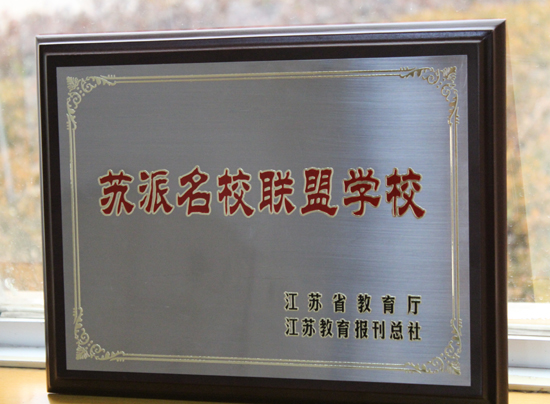 苏派名校联盟学校
江苏省教育厅
江苏教育报刊总社